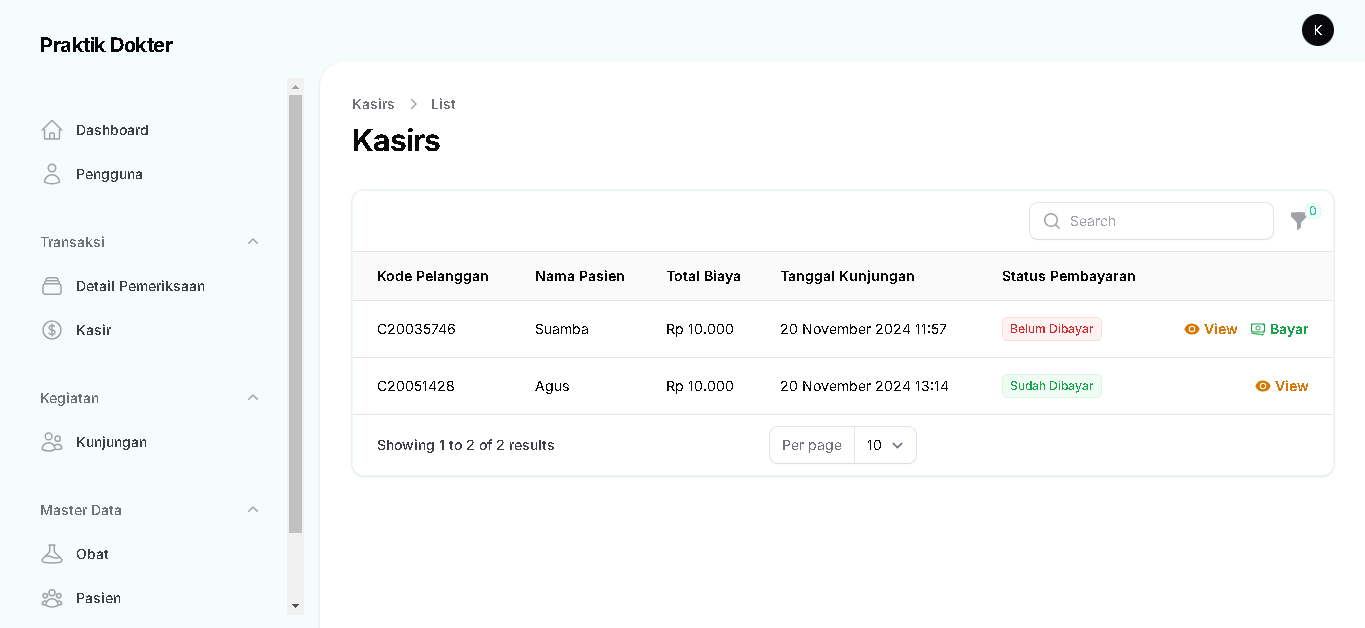 Praktik Dokter
K
Dashboard
Pengguna
Transaksi
Detail Pemeriksaan
Kasir
Kegiatan
Kunjungan
Master Data
Obat
Pasien
Kasirs > List
Kasirs
Search
0
Kode Pelanggan Nama Pasien Total Biaya Tanggal Kunjungan Status Pembayaran
C20035746 Suamba Rp 10.000 20 November 2024 11:57 Belum Dibayar View Bayar
C20051428 Agus Rp 10.000 20 November 2024 13:14 Sudah Dibayar View
Showing 1 to 2 of 2 results Per page 10